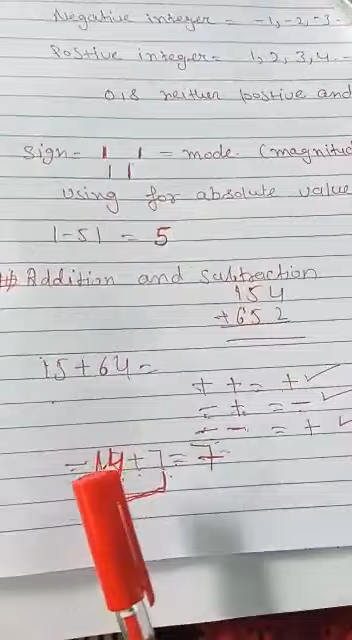 Negative integer = -1, -2, -3-
Postive integer = 1, 2, 3, 4 -
0 is neither postive and
Sign = | | = mode. (magnitud
| |
using for absolute value
|-5| = 5
# Addition and subtraction
154
+652
15+64=
+ + = + ✓
- + = - ✓
- - = + ✓
= 14+7 = 7